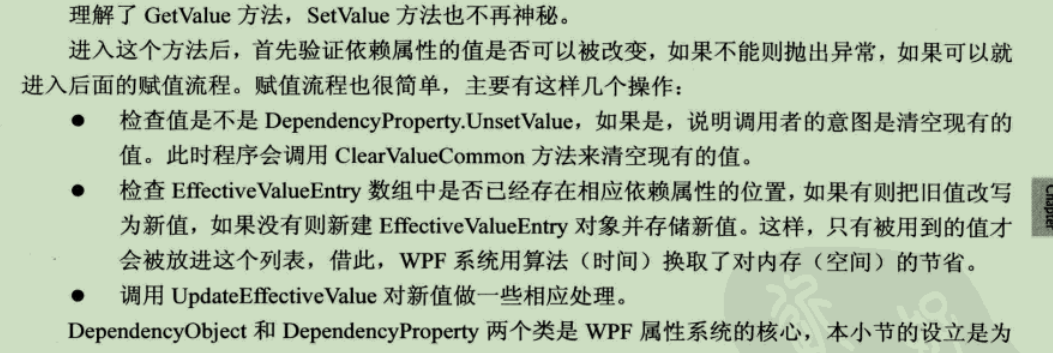 理解了 GetValue 方法，SetValue 方法也不再神秘。
进入这个方法后，首先验证依赖属性的值是否可以被改变，如果不能则抛出异常，如果可以就
进入后面的赋值流程。赋值流程也很简单，主要有这样几个操作：
● 检查值是不是 DependencyProperty.UnsetValue，如果是，说明调用者的意图是清空现有的
值。此时程序会调用 ClearValueCommon 方法来清空现有的值。
● 检查 EffectiveValueEntry 数组中是否已经存在相应依赖属性的位置，如果有则把旧值改写
为新值，如果没有则新建 EffectiveValueEntry 对象并存储新值。这样，只有被用到的值才
会被放进这个列表，借此，WPF 系统用算法（时间）换取了对内存（空间）的节省。
● 调用 UpdateEffectiveValue 对新值做一些相应处理。
DependencyObject 和 DependencyProperty 两个类是 WPF 属性系统的核心，本小节的设立是为
Chapter